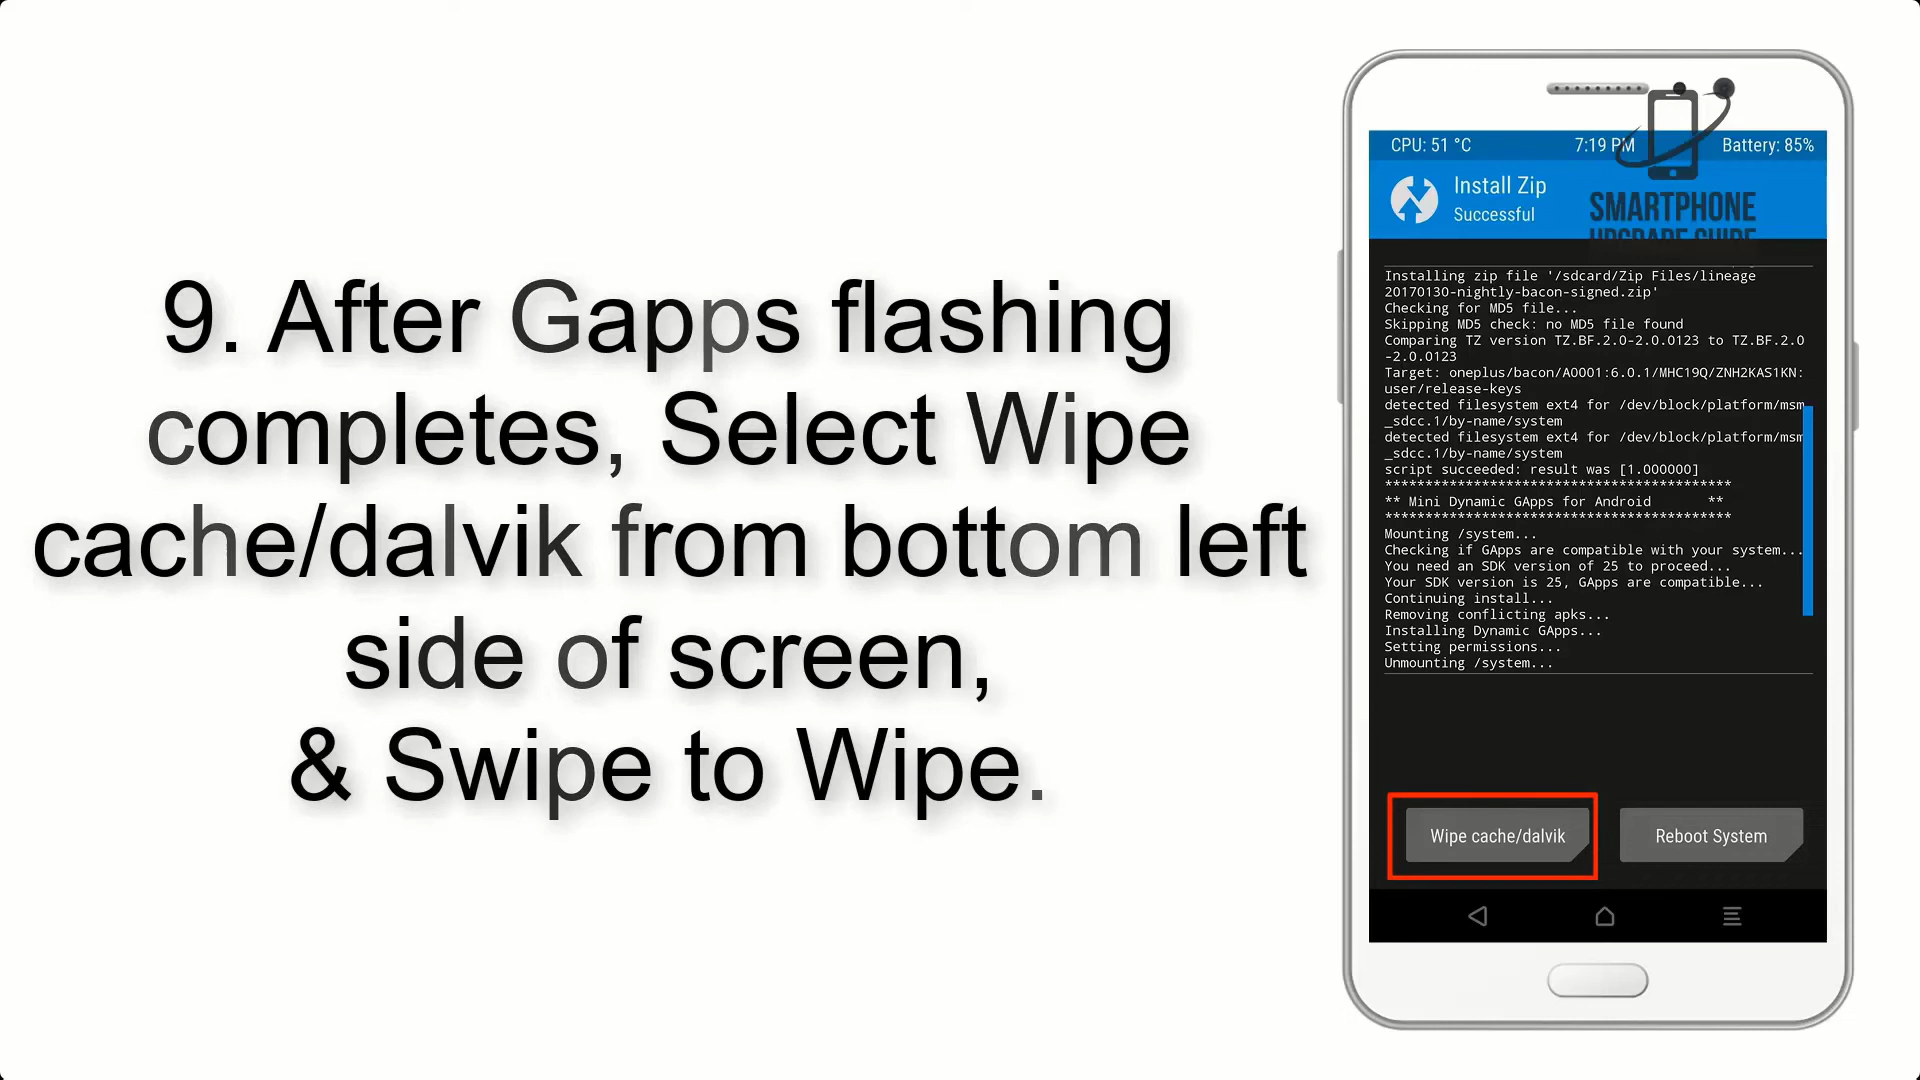 9. After Gapps flashing
completes, Select Wipe
cache/dalvik from bottom left
side of screen,
& Swipe to Wipe.
CPU: 51 °C 7:19 PM Battery: 85%
Install Zip
Successful
SMARTPHONE
UPGRADE GUIDE
Installing zip file '/sdcard/Zip Files/lineage
20170130-nightly-bacon-signed.zip'
Checking for MD5 file...
Skipping MD5 check: no MD5 file found
Comparing TZ version TZ.BF.2.0-2.0.0123 to TZ.BF.2.0
-2.0.0123
Target: oneplus/bacon/A0001:6.0.1/MHC19Q/ZNH2KAS1KN:
user/release-keys
detected filesystem ext4 for /dev/block/platform/msm
_sdcc.1/by-name/system
detected filesystem ext4 for /dev/block/platform/msm
_sdcc.1/by-name/system
script succeeded: result was [1.000000]
*******************************************
** Mini Dynamic GApps for Android **
*******************************************
Mounting /system...
Checking if GApps are compatible with your system...
You need an SDK version of 25 to proceed...
Your SDK version is 25, GApps are compatible...
Continuing install...
Removing conflicting apks...
Installing Dynamic GApps...
Setting permissions...
Unmounting /system...
Wipe cache/dalvik
Reboot System